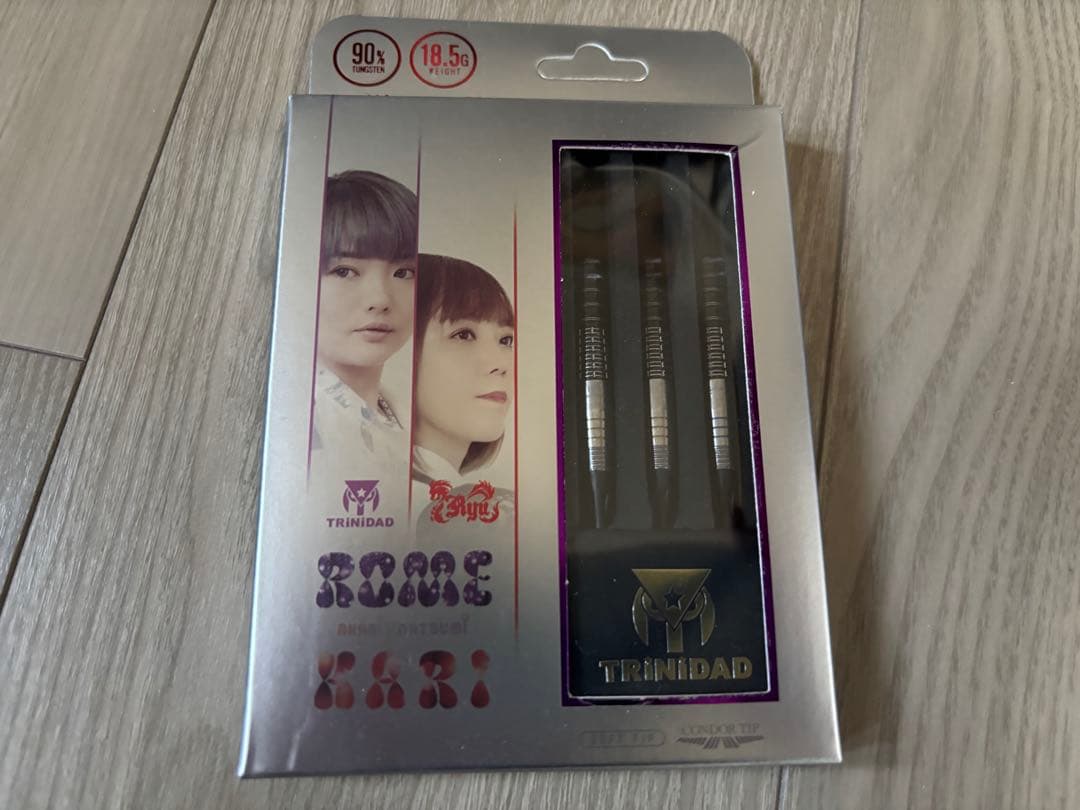 90%
TUNGSTEN
18.5G
WEIGHT
TRiNiDAD
Ryu
ROME
KARI
TRiNiDAD
CONDOR TIP